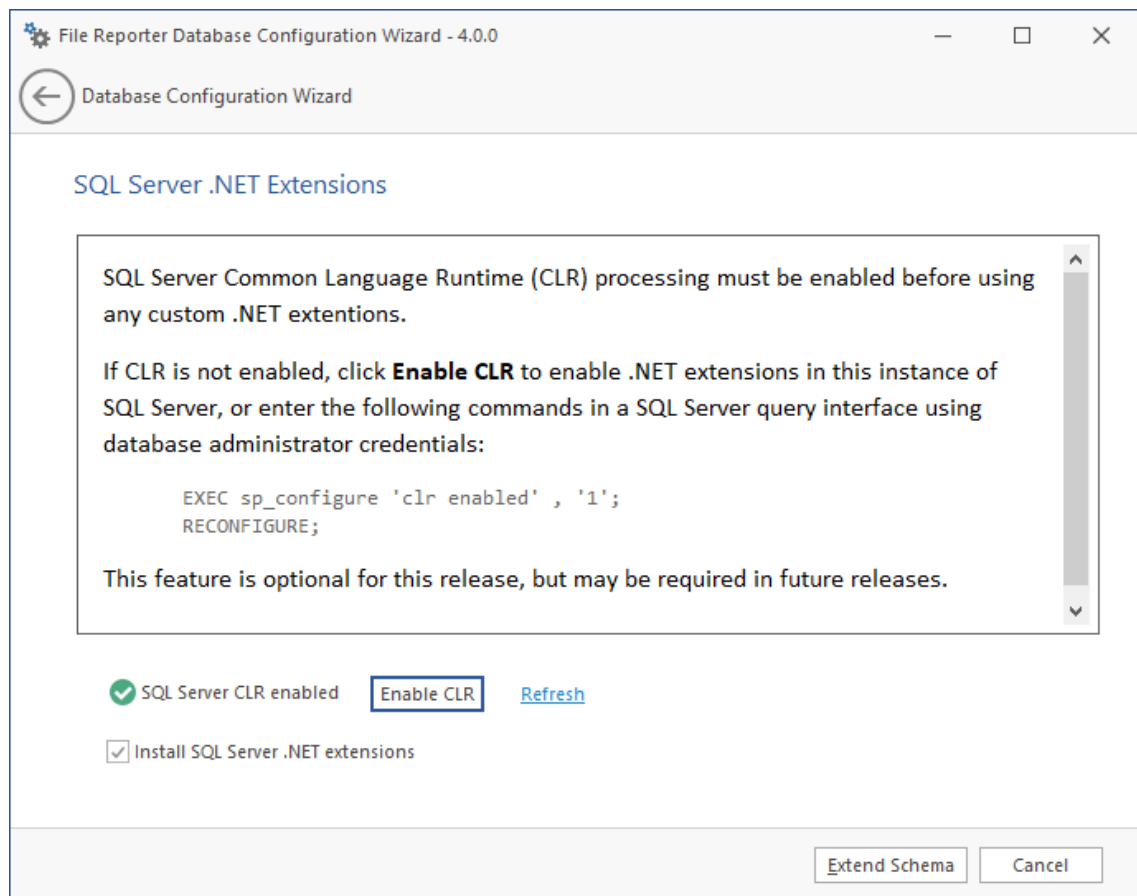 File Reporter Database Configuration Wizard - 4.0.0
Database Configuration Wizard
SQL Server .NET Extensions
SQL Server Common Language Runtime (CLR) processing must be enabled before using
any custom .NET extentions.
If CLR is not enabled, click Enable CLR to enable .NET extensions in this instance of
SQL Server, or enter the following commands in a SQL Server query interface using
database administrator credentials:
EXEC sp_configure 'clr enabled' , '1';
RECONFIGURE;
This feature is optional for this release, but may be required in future releases.
SQL Server CLR enabled Enable CLR Refresh
Install SQL Server .NET extensions
Extend Schema Cancel